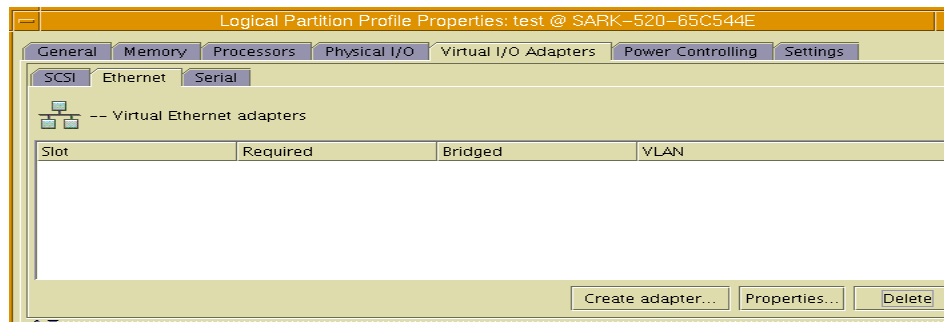 Logical Partition Profile Properties: test @ SARK-520-65C544E
General Memory Processors Physical I/O Virtual I/O Adapters Power Controlling Settings
SCSI Ethernet Serial
-- Virtual Ethernet adapters
Slot Required Bridged VLAN
Create adapter... Properties... Delete